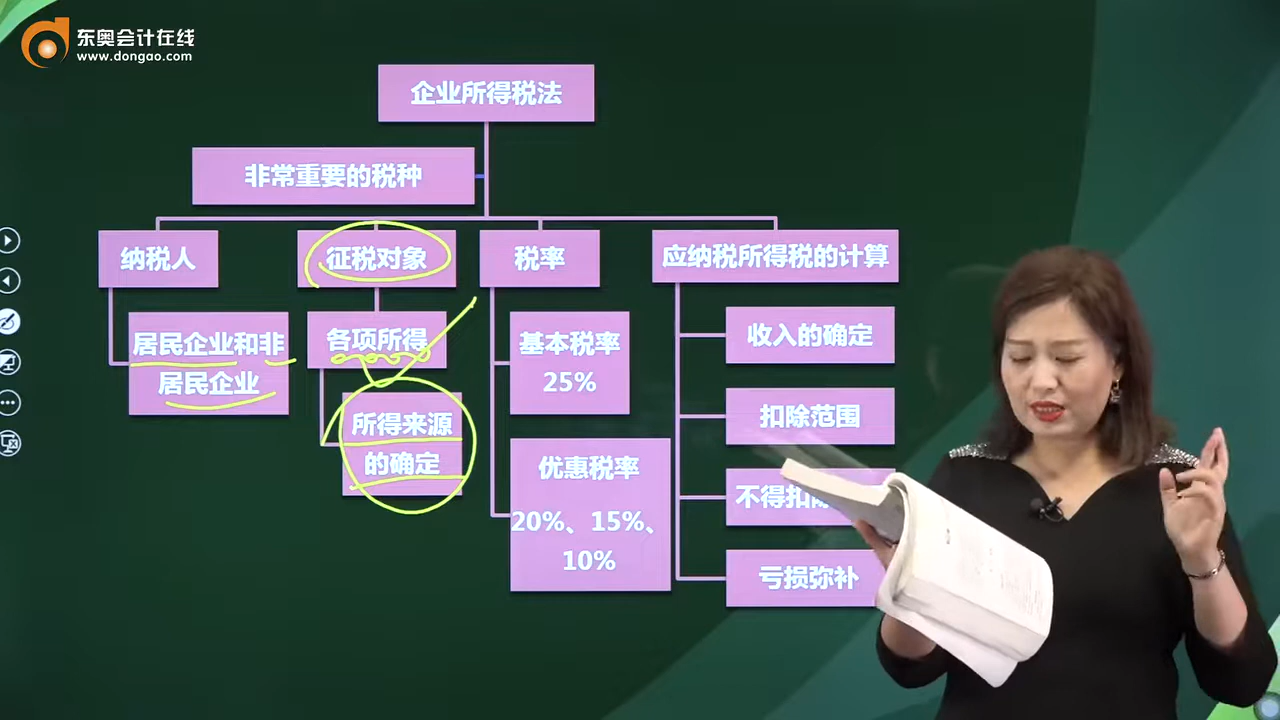 东奥会计在线
www.dongao.com
企业所得税法
非常重要的税种
纳税人
征税对象
税率
应纳税所得税的计算
居民企业和非
居民企业
各项所得
所得来源
的确定
基本税率
25%
优惠税率
20%、15%、
10%
收入的确定
扣除范围
不得扣除
亏损弥补